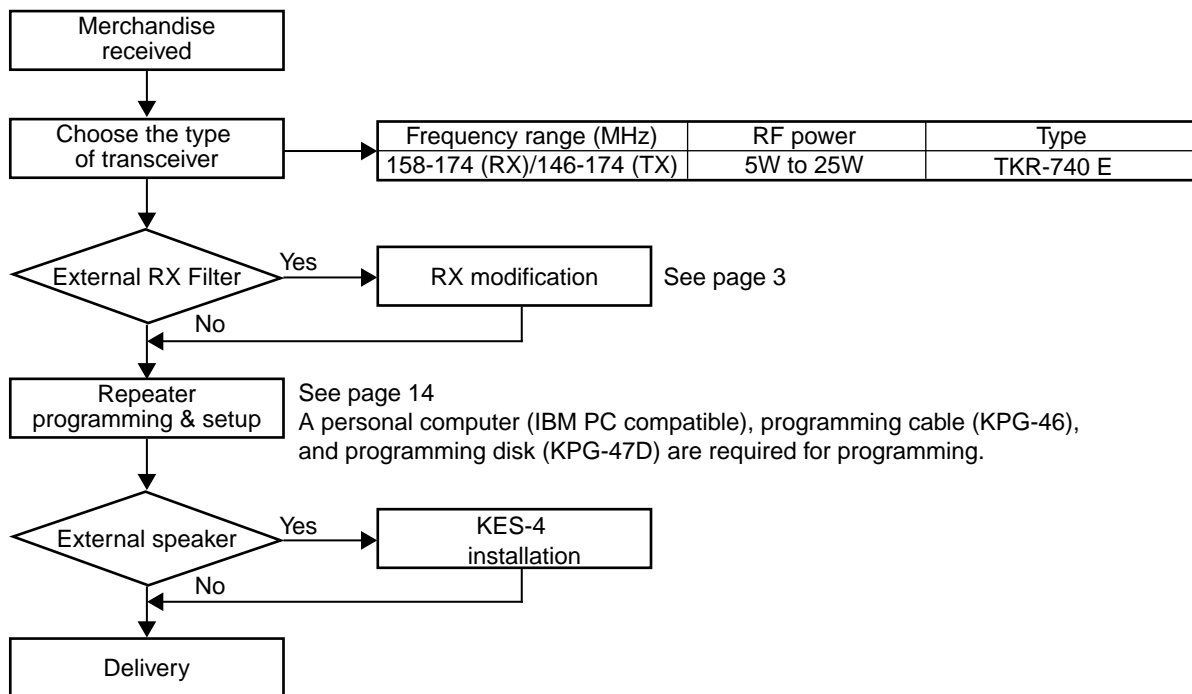 Merchandise
received
Choose the type
of transceiver
Frequency range (MHz) RF power Type
158-174 (RX)/146-174 (TX) 5W to 25W TKR-740 E
External RX Filter
Yes
RX modification
See page 3
No
Repeater
programming & setup
See page 14
A personal computer (IBM PC compatible), programming cable (KPG-46),
and programming disk (KPG-47D) are required for programming.
External speaker
Yes
KES-4
installation
No
Delivery